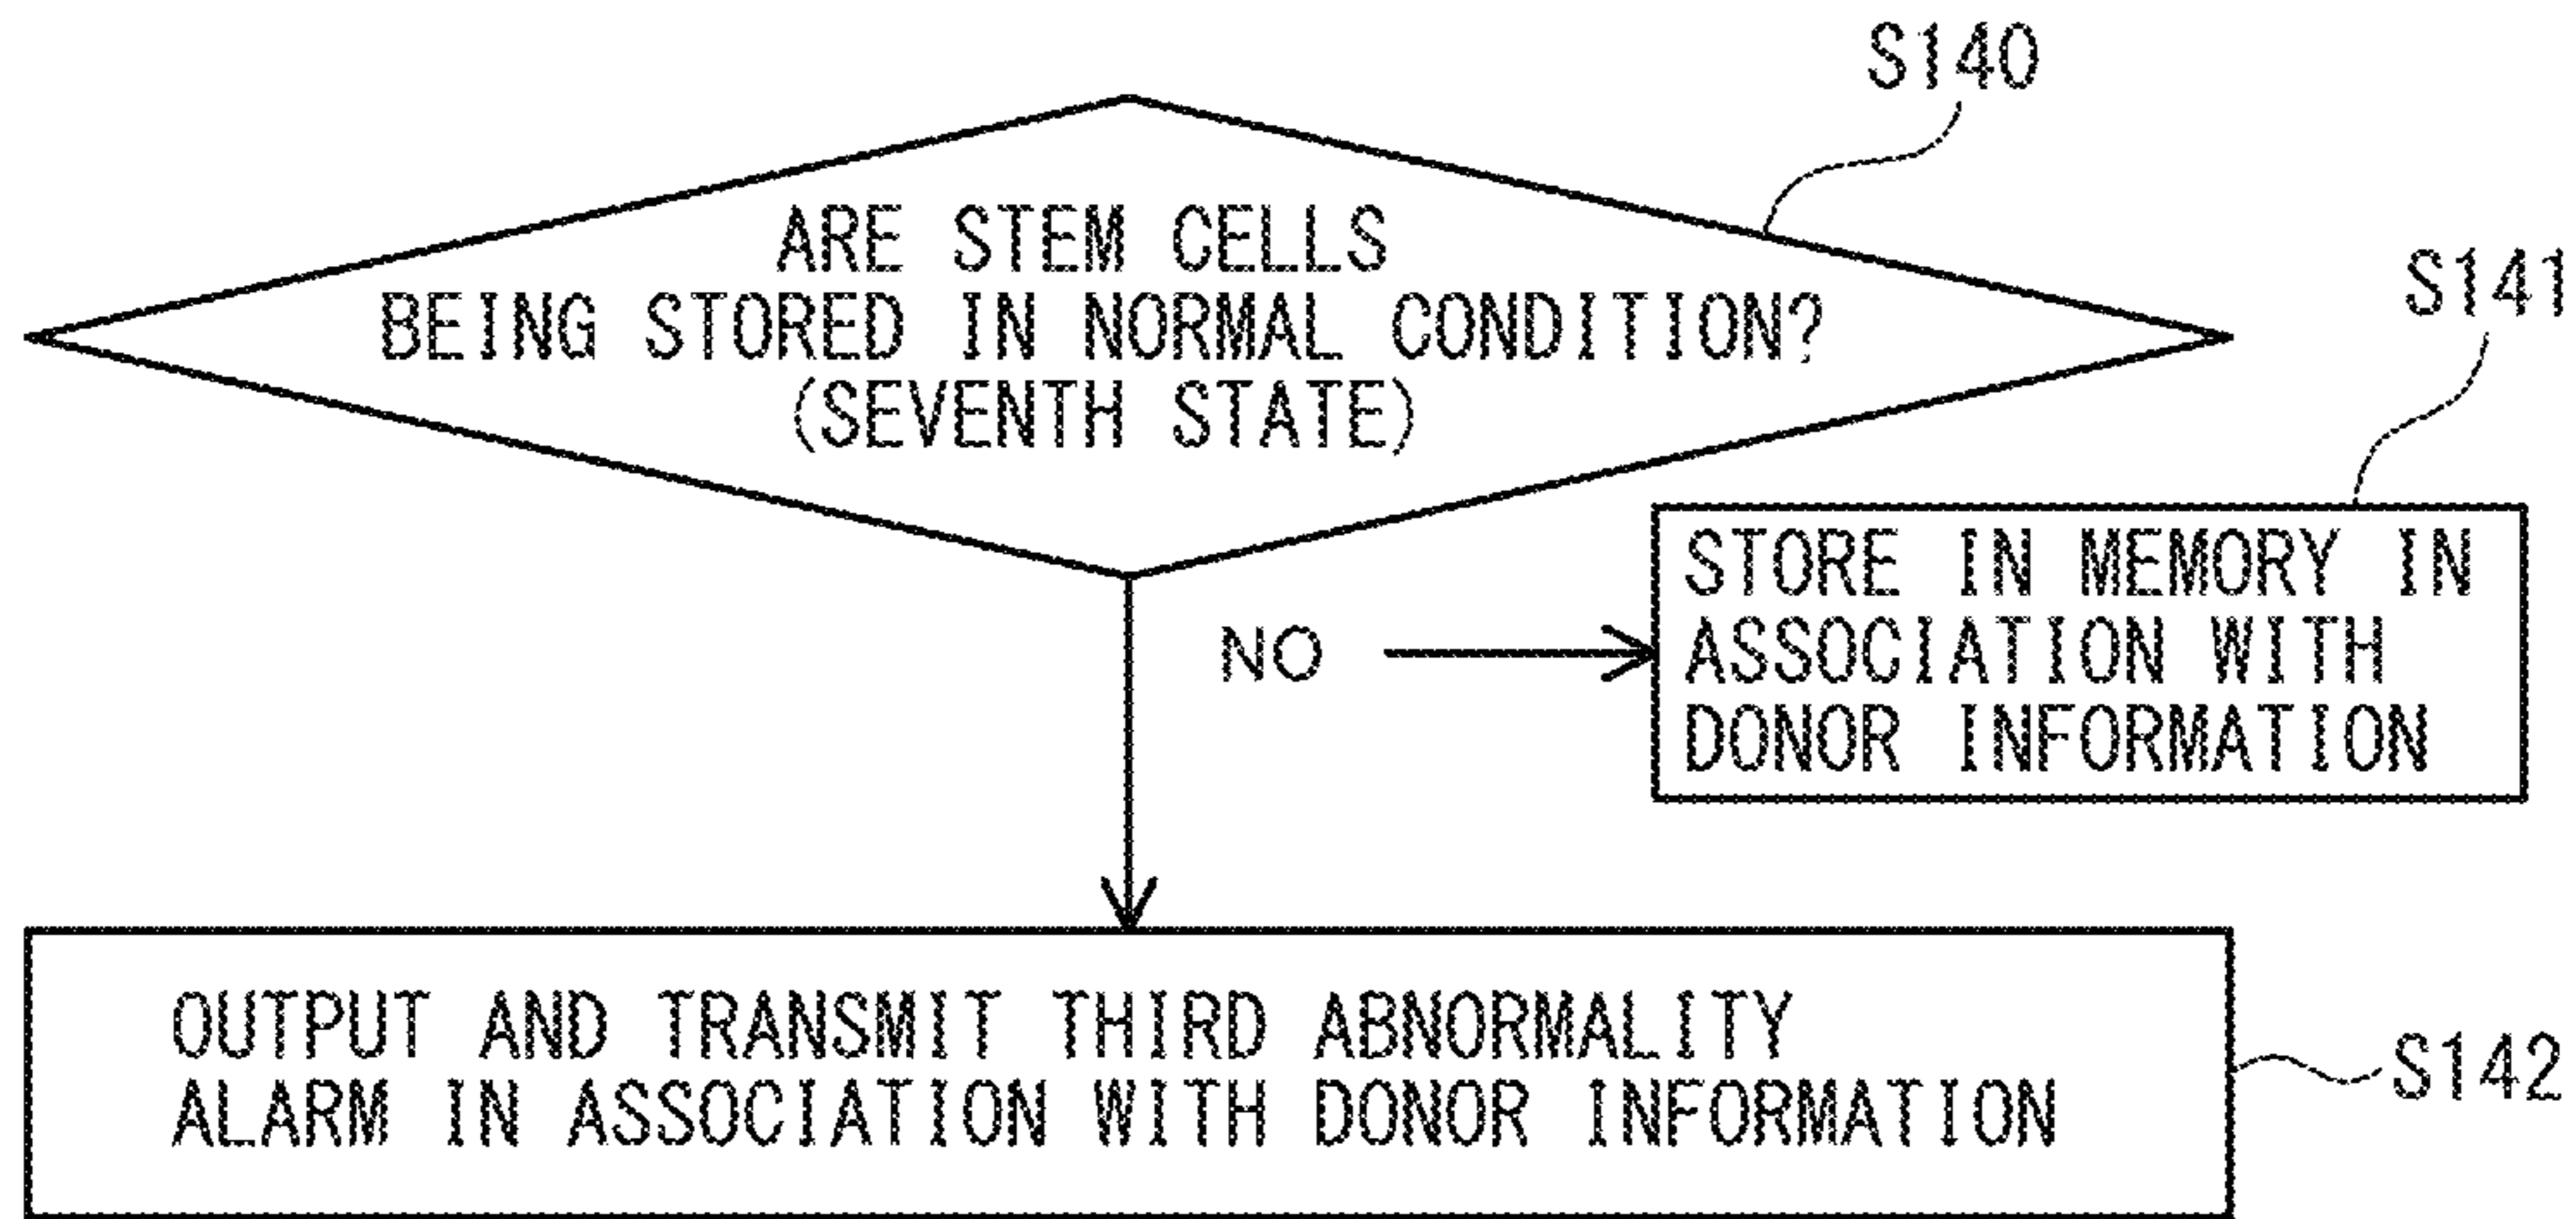 S140
ARE STEM CELLS
BEING STORED IN NORMAL CONDITION?
(SEVENTH STATE)
S141
STORE IN MEMORY IN
ASSOCIATION WITH
DONOR INFORMATION
NO
OUTPUT AND TRANSMIT THIRD ABNORMALITY
ALARM IN ASSOCIATION WITH DONOR INFORMATION
S142